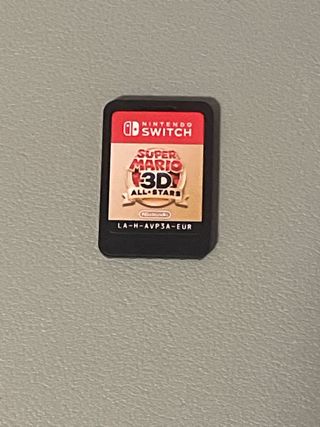 NINTENDO
SWITCH
SUPER
MARIO
3D
ALL★STARS
Nintendo
LA-H-AVP3A-EUR